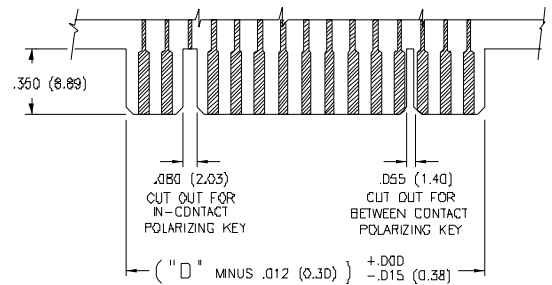 .350 (8.89)
.080 (2.03)
CUT OUT FOR
IN-CONTACT
POLARIZING KEY
.055 (1.40)
CUT OUT FOR
BETWEEN CONTACT
POLARIZING KEY
( "D" MINUS .012 (0.30) ) +.000
-.015 (0.38)